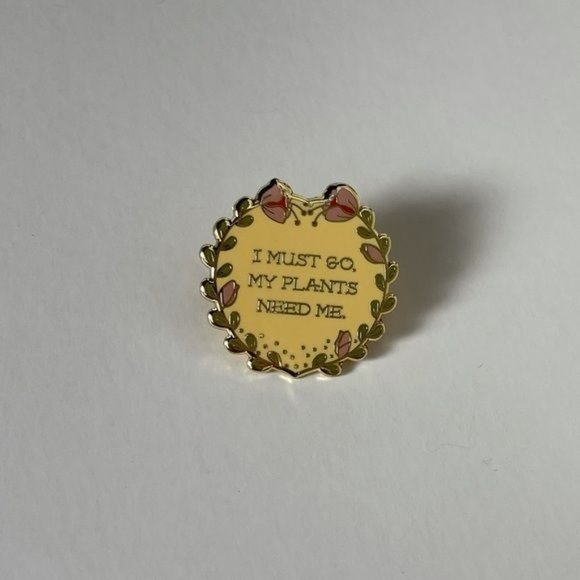 I MUST GO,
MY PLANTS
NEED ME.